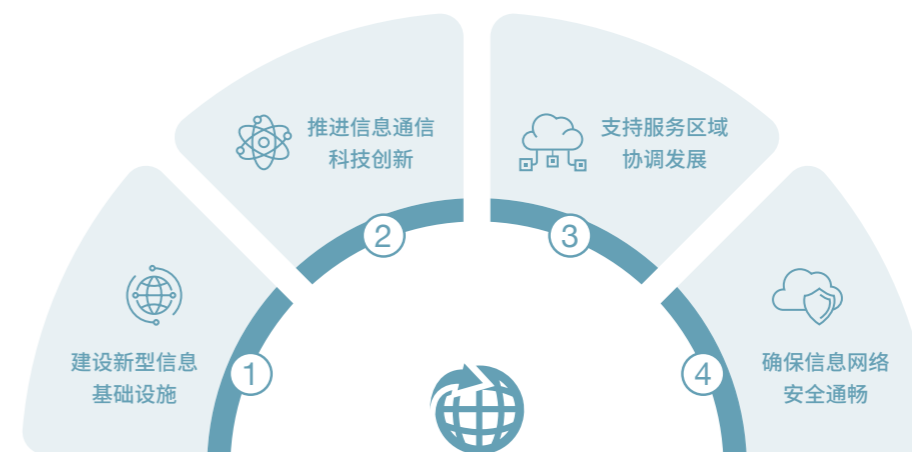 建设新型信息
基础设施
1
推进信息通信
科技创新
2
支持服务区域
协调发展
3
确保信息网络
安全通畅
4